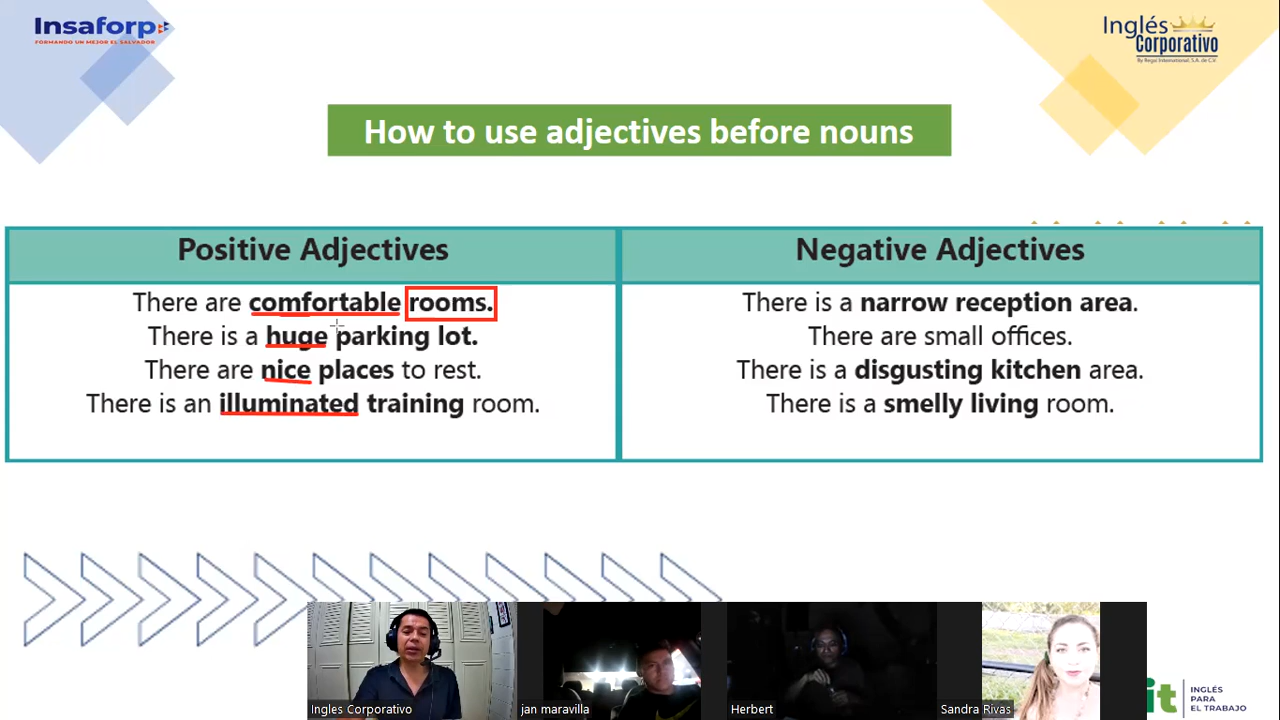 Insaforp
FORMANDO UN MEJOR EL SALVADOR
Inglés
Corporativo
By Regal International, S.A. de C.V.
How to use adjectives before nouns
Positive Adjectives
There are comfortable rooms.
There is a huge parking lot.
There are nice places to rest.
There is an illuminated training room.
Negative Adjectives
There is a narrow reception area.
There are small offices.
There is a disgusting kitchen area.
There is a smelly living room.
Ingles Corporativo
jan maravilla
Herbert
Sandra Rivas
it
INGLÉS
PARA
EL TRABAJO